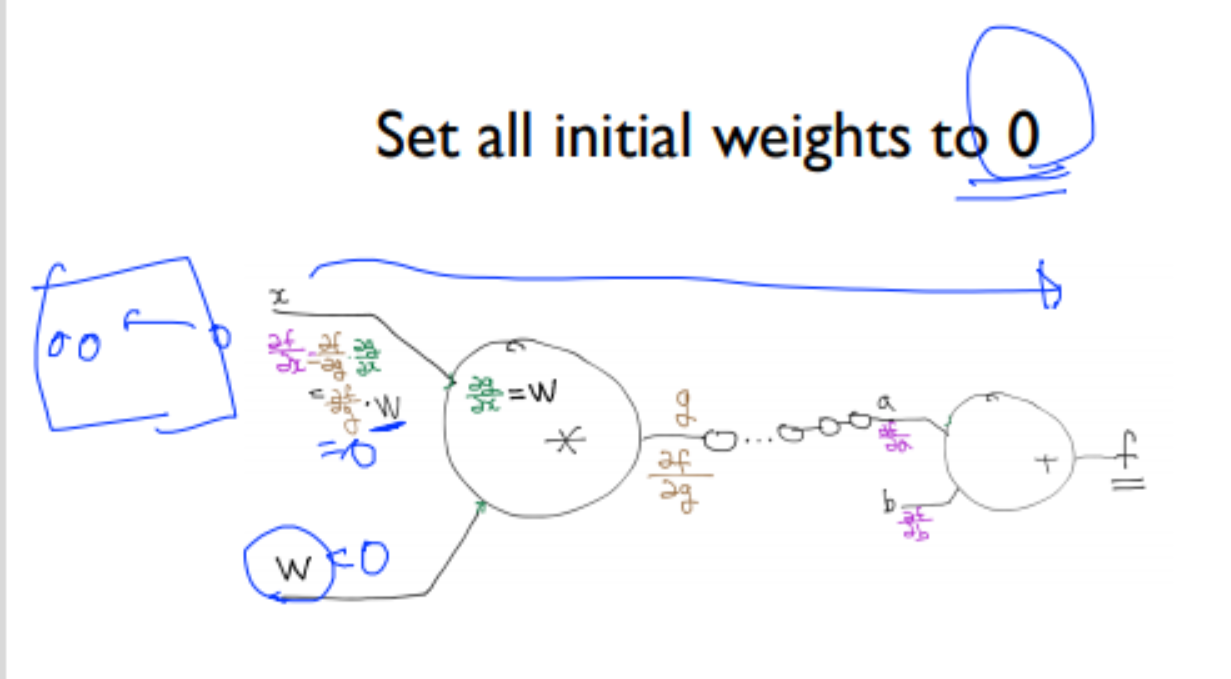 Set all initial weights to 0
x
∂f/∂x = ∂f/∂g · ∂g/∂x
= ∂f/∂g · W
= 0
∂g/∂x = W
*
g
∂f/∂g
...
a
∂f/∂a
b
∂f/∂b
+
f
W = 0